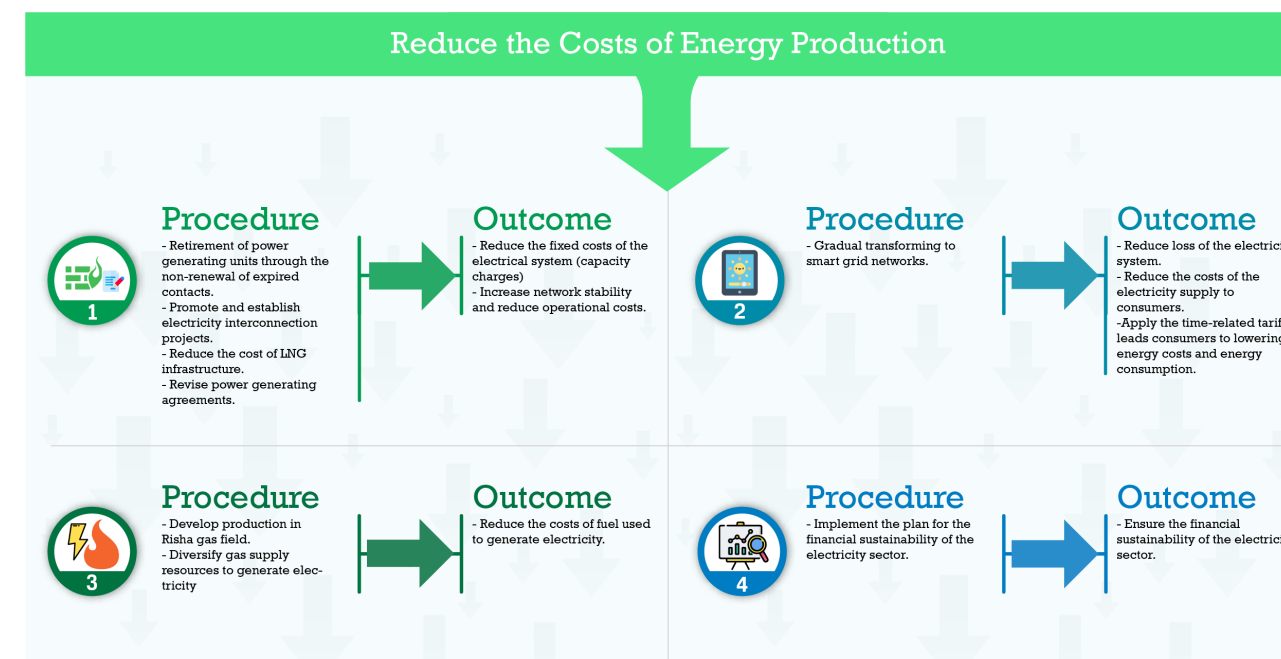 Reduce the Costs of Energy Production
Procedure
- Retirement of power
generating units through the
non-renewal of expired
contacts.
- Promote and establish
electricity interconnection
projects.
- Reduce the cost of LNG
infrastructure.
- Revise power generating
agreements.
Outcome
- Reduce the fixed costs of the
electrical system (capacity
charges)
- Increase network stability
and reduce operational costs.
1
Procedure
- Gradual transforming to
smart grid networks.
Outcome
- Reduce loss of the
system.
- Reduce the costs of the
electricity supply to
consumers.
-Apply the time-related
leads consumers to lowering
energy costs and energy
consumption.
2
Procedure
- Develop production in
Risha gas field.
- Diversify gas supply
resources to generate elec-
tricity
Outcome
- Reduce the costs of fuel used
to generate electricity.
3
Procedure
- Implement the plan for the
financial sustainability of the
electricity sector.
Outcome
- Ensure the financial
sustainability of the
sector.
4